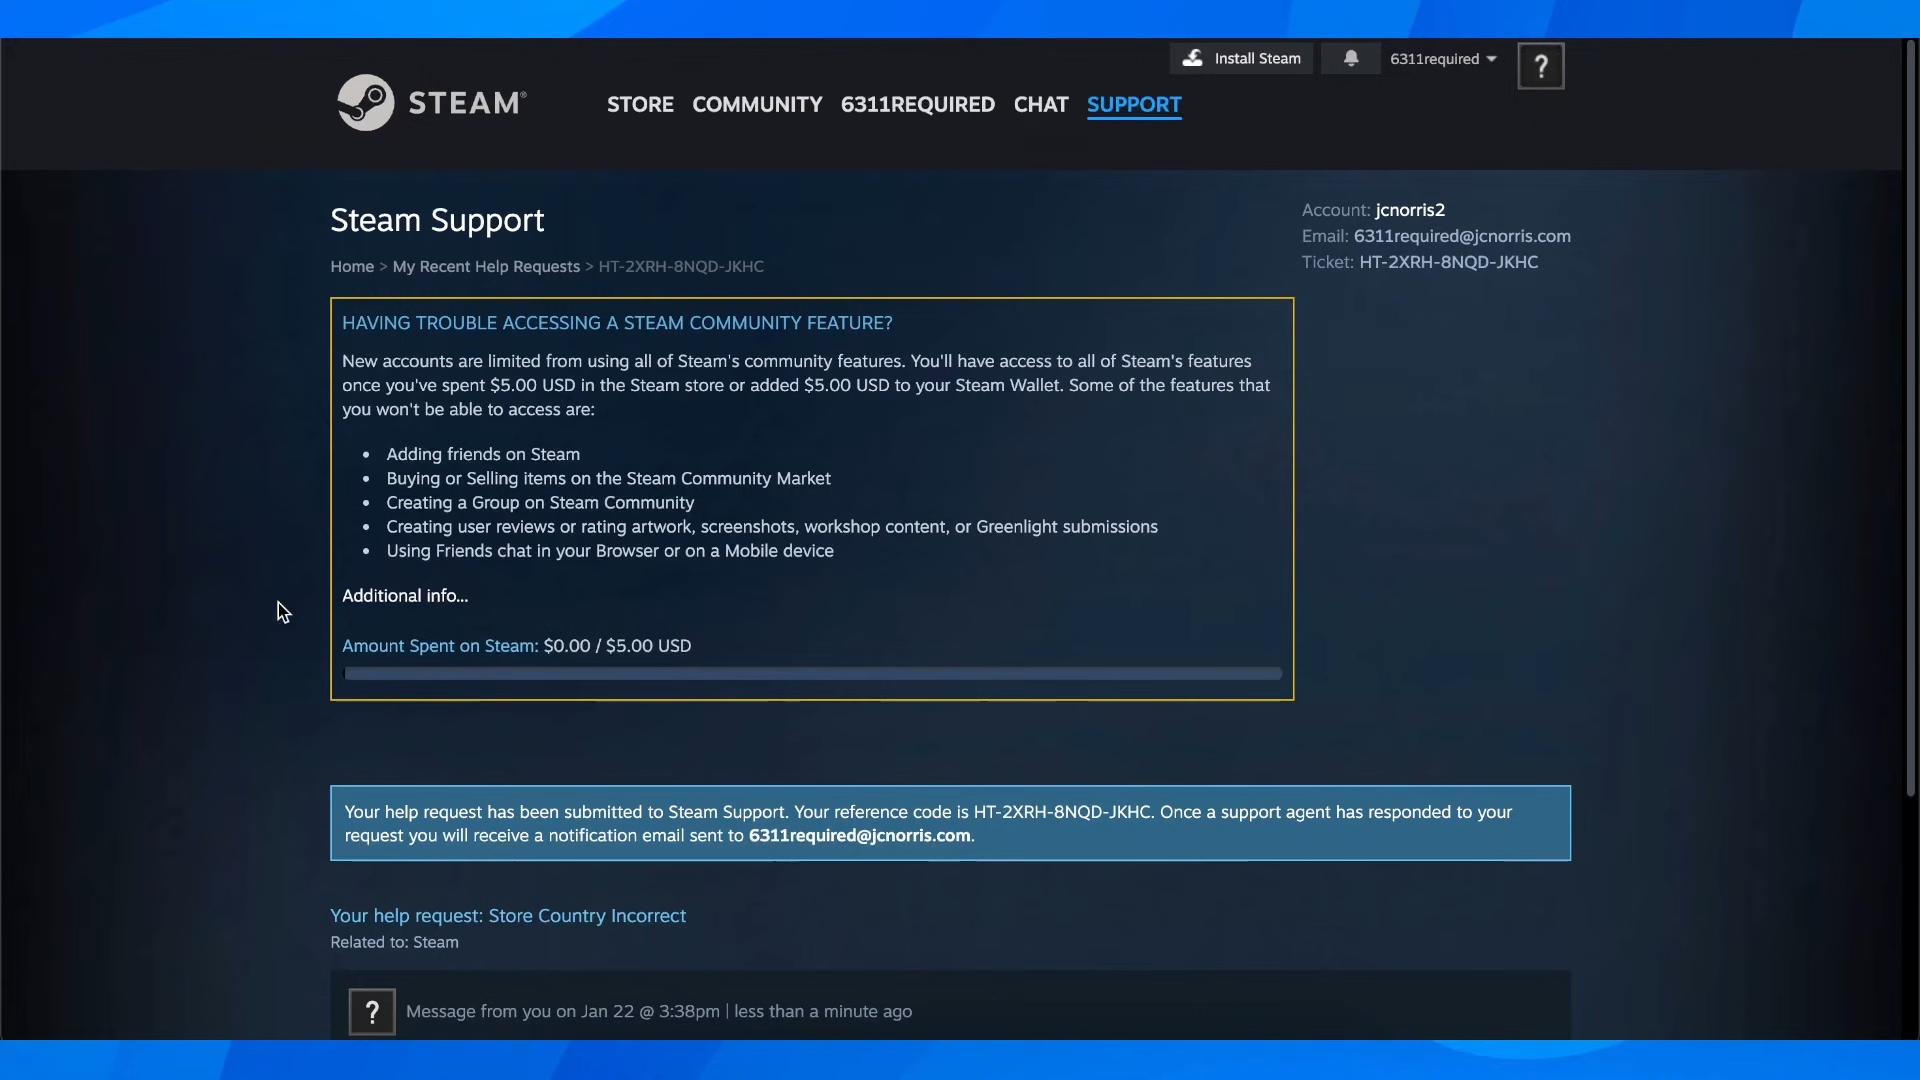 Install Steam
6311required
?
STEAM®
STORE COMMUNITY 6311REQUIRED CHAT SUPPORT
Steam Support
Account: jcnorris2
Email: 6311required@jcnorris.com
Ticket: HT-2XRH-8NQD-JKHC
Home > My Recent Help Requests > HT-2XRH-8NQD-JKHC
HAVING TROUBLE ACCESSING A STEAM COMMUNITY FEATURE?
New accounts are limited from using all of Steam's community features. You'll have access to all of Steam's features
once you've spent $5.00 USD in the Steam store or added $5.00 USD to your Steam Wallet. Some of the features that
you won't be able to access are:
• Adding friends on Steam
• Buying or Selling items on the Steam Community Market
• Creating a Group on Steam Community
• Creating user reviews or rating artwork, screenshots, workshop content, or Greenlight submissions
• Using Friends chat in your Browser or on a Mobile device
Additional info...
Amount Spent on Steam: $0.00 / $5.00 USD
Your help request has been submitted to Steam Support. Your reference code is HT-2XRH-8NQD-JKHC. Once a support agent has responded to your
request you will receive a notification email sent to 6311required@jcnorris.com.
Your help request: Store Country Incorrect
Related to: Steam
?
Message from you on Jan 22 @ 3:38pm | less than a minute ago